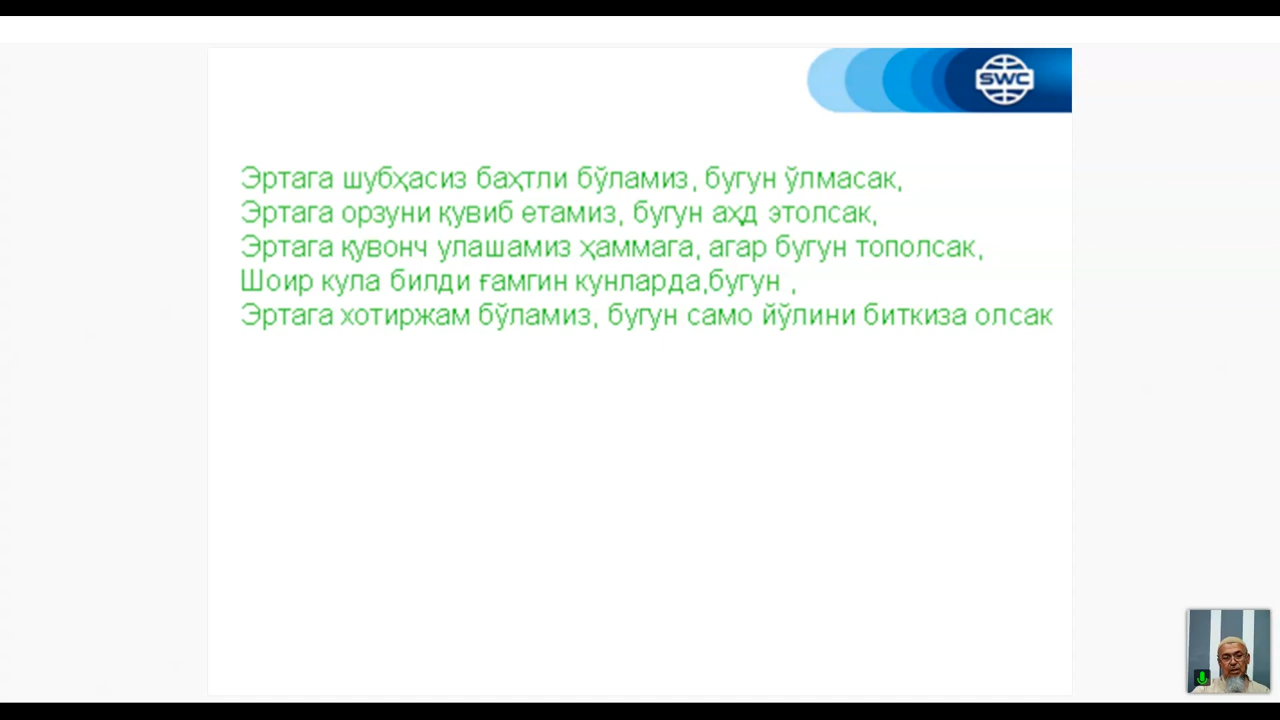 SWC
Эртага шубҳасиз баҳтли бўламиз, бугун ўлмасак,
Эртага орзуни қувиб етамиз, бугун аҳд этолсак,
Эртага қувонч улашамиз ҳаммага, агар бугун тополсак,
Шоир кула билди ғамгин кунларда,бугун ,
Эртага хотиржам бўламиз, бугун само йўлини биткиза олсак